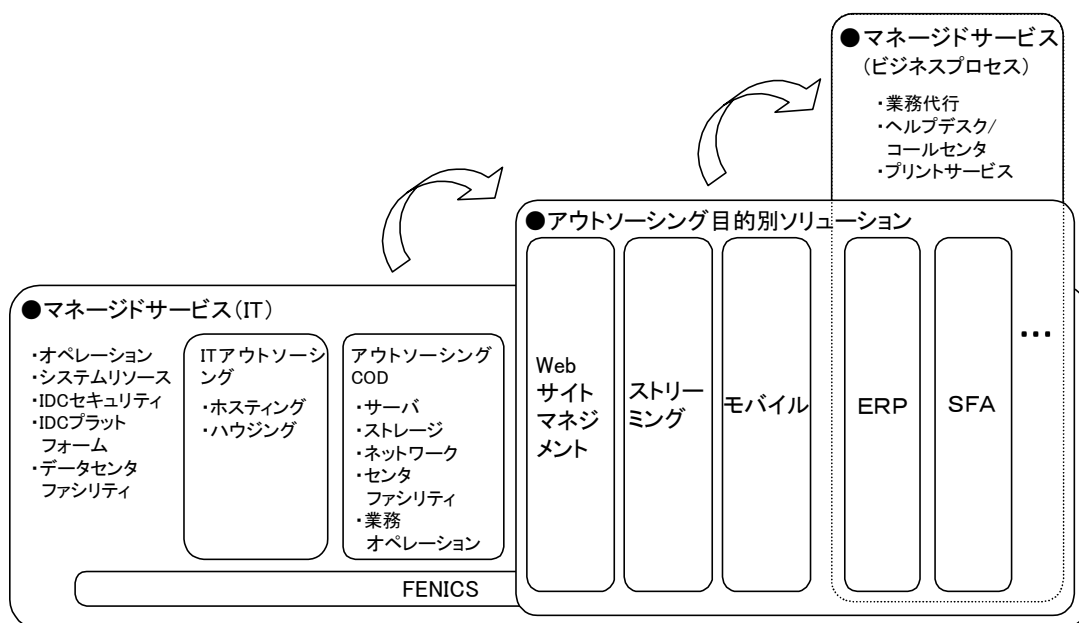 ●マネージドサービス
(ビジネスプロセス)
・業務代行
・ヘルプデスク/
コールセンタ
・プリントサービス
●アウトソーシング目的別ソリューション
Web
サイト
マネジ
メント
ストリー
ミング
モバイル
ERP
SFA
…
●マネージドサービス(IT)
・オペレーション
・システムリソース
・IDCセキュリティ
・IDCプラット
フォーム
・データセンタ
ファシリティ
ITアウトソーシ
ング
・ホスティング
・ハウジング
アウトソーシング
COD
・サーバ
・ストレージ
・ネットワーク
・センタ
ファシリティ
・業務
オペレーション
FENICS